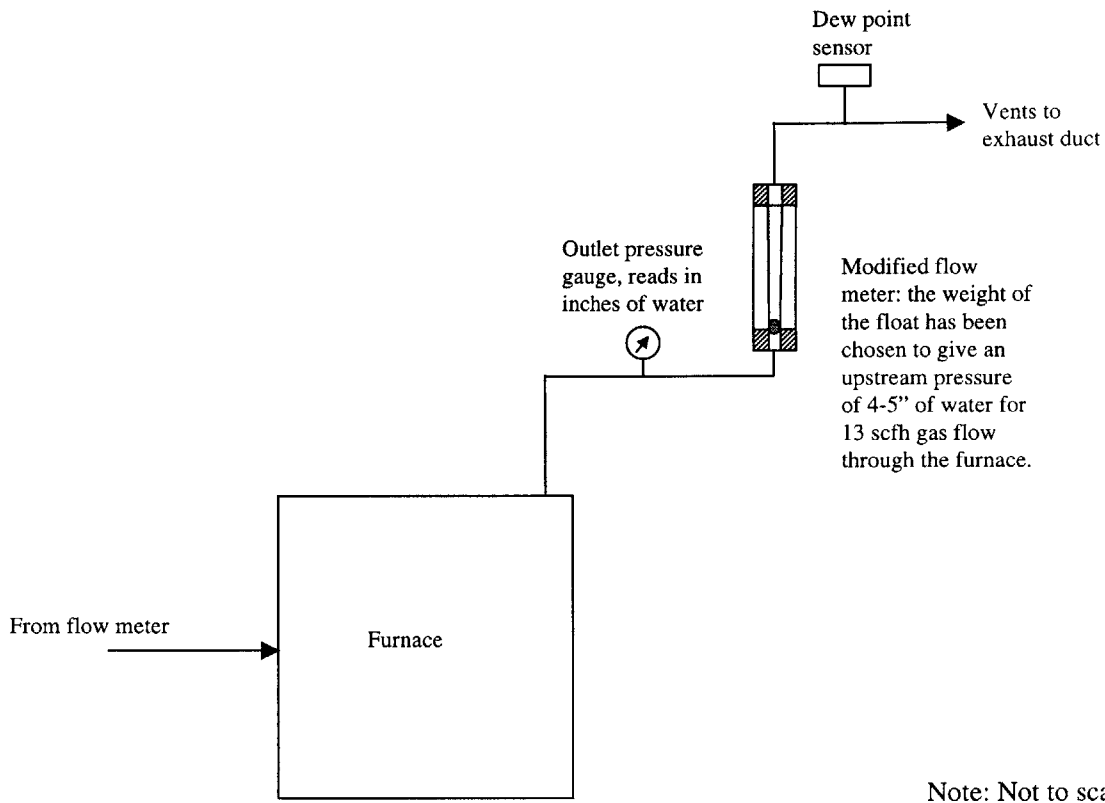 Dew point
sensor
Vents to
exhaust duct
Outlet pressure
gauge, reads in
inches of water
Modified flow
meter: the weight of
the float has been
chosen to give an
upstream pressure
of 4-5” of water for
13 scfh gas flow
through the furnace.
From flow meter
Furnace
Note: Not to sca